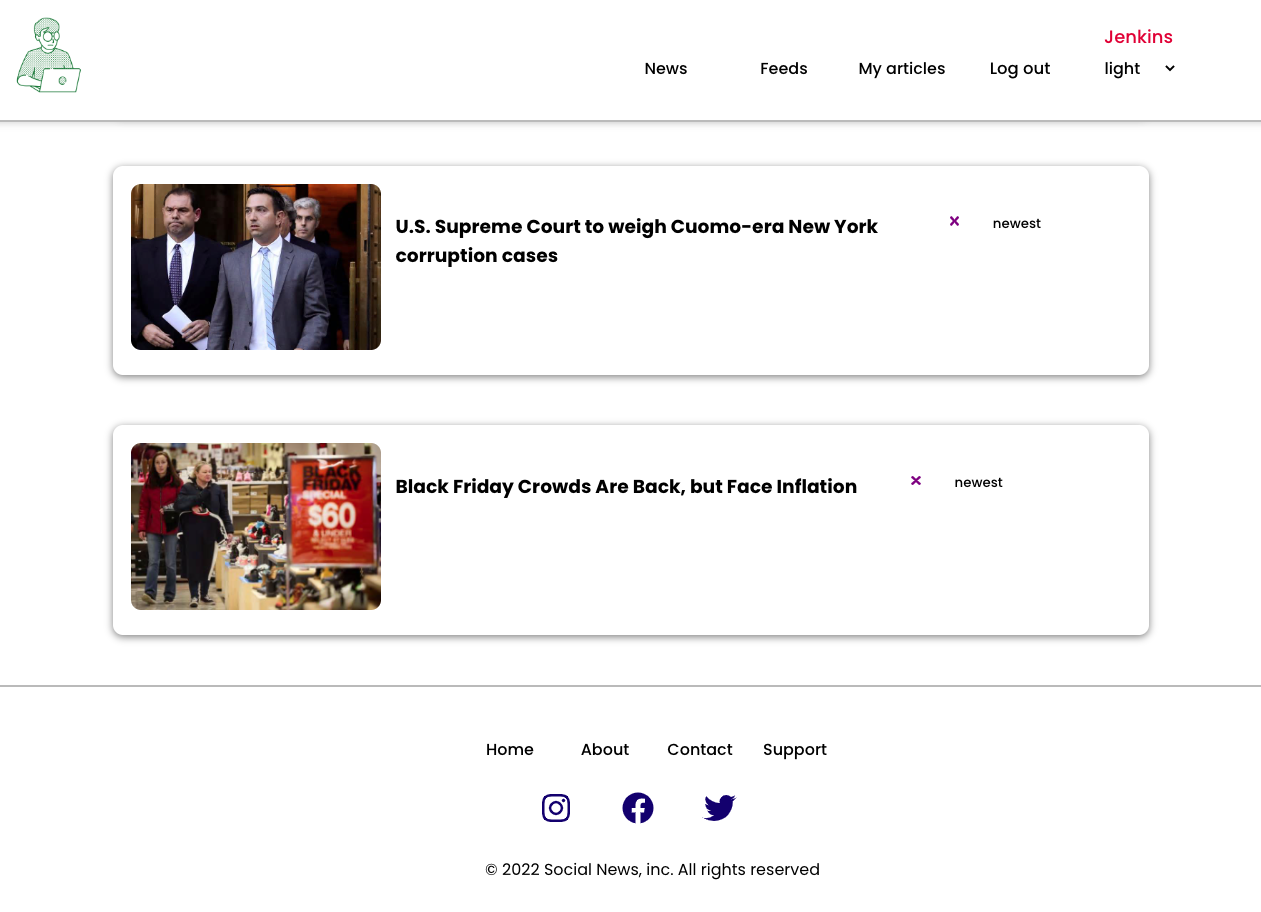 Jenkins
News Feeds My articles Log out light
U.S. Supreme Court to weigh Cuomo-era New York
corruption cases
newest
BLACK
FRIDAY
SPECIAL
$60
& UNDER
Black Friday Crowds Are Back, but Face Inflation
newest
Home About Contact Support
© 2022 Social News, inc. All rights reserved